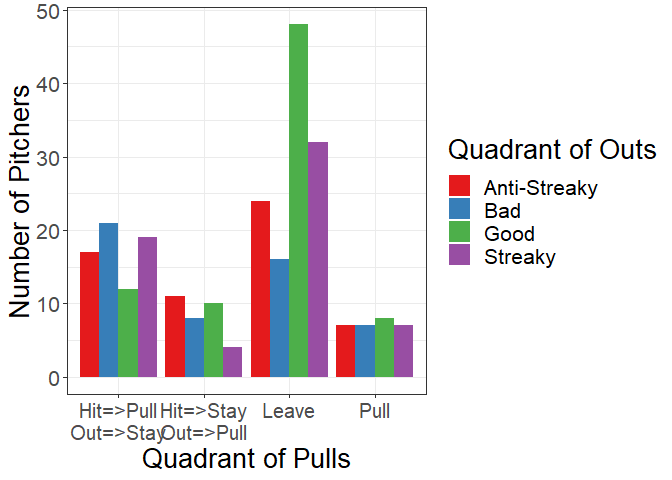 50
40
30
20
10
0
Number of Pitchers
Hit=>Pull Hit=>Stay Leave Pull
Out=>Stay Out=>Pull
Quadrant of Pulls
Quadrant of Outs
Anti-Streaky
Bad
Good
Streaky